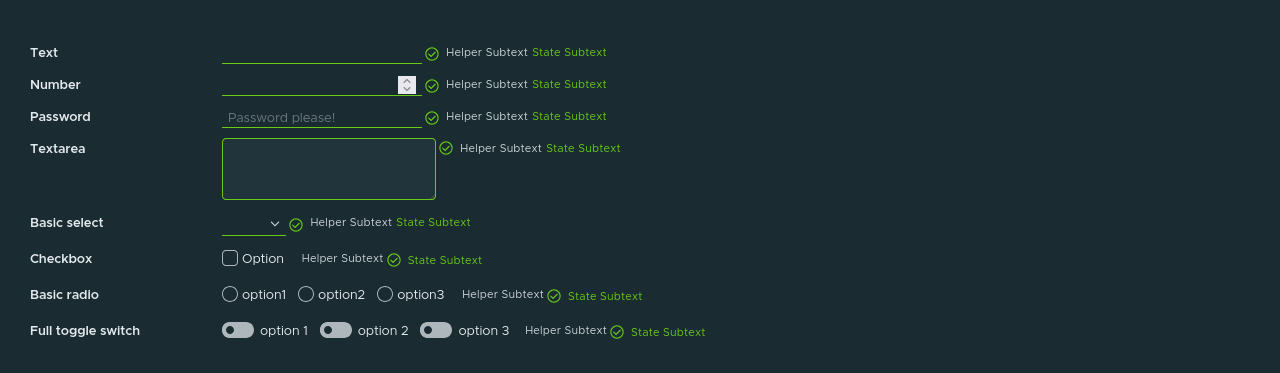 Text Helper Subtext State Subtext
Number Helper Subtext State Subtext
Password Password please! Helper Subtext State Subtext
Textarea Helper Subtext State Subtext
Basic select Helper Subtext State Subtext
Checkbox Option Helper Subtext State Subtext
Basic radio option1 option2 option3 Helper Subtext State Subtext
Full toggle switch option 1 option 2 option 3 Helper Subtext State Subtext